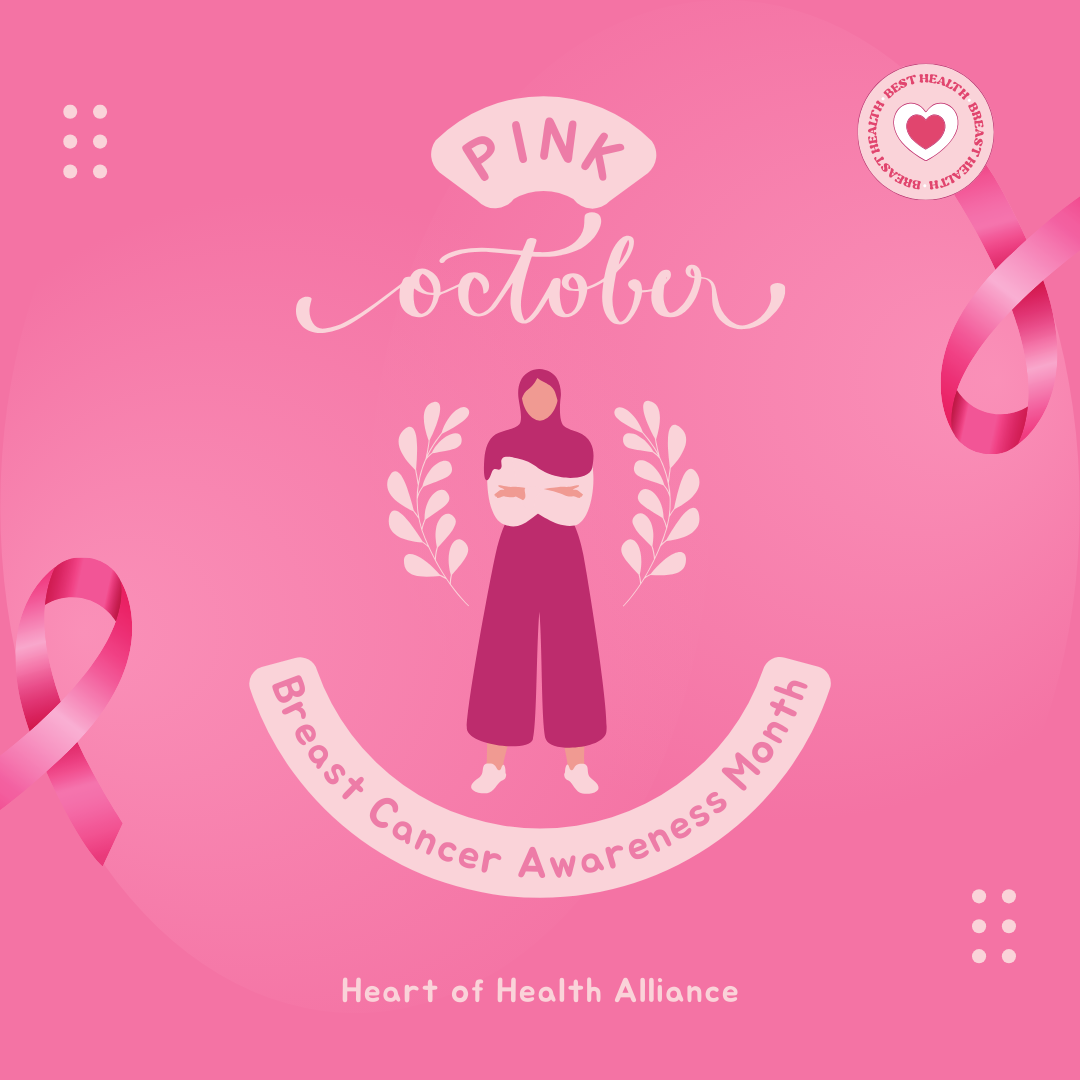 PINK
october
BEST HEALTH BREAST HEALTH BREAST HEALTH
Breast Cancer Awareness Month
Heart of Health Alliance